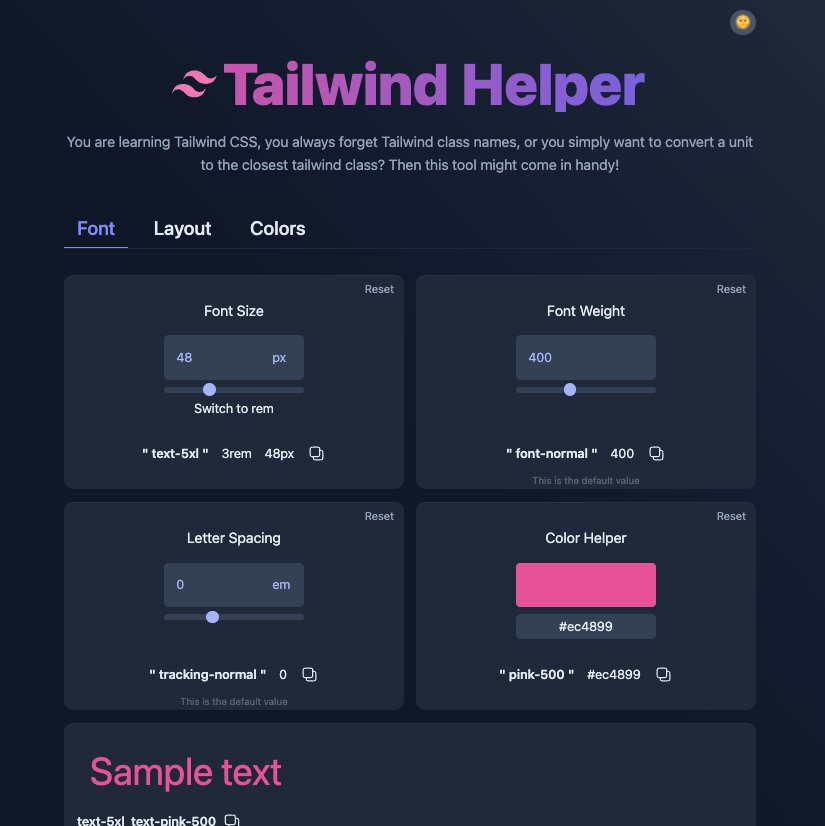 Tailwind Helper
You are learning Tailwind CSS, you always forget Tailwind class names, or you simply want to convert a unit
to the closest tailwind class? Then this tool might come in handy!
Font Layout Colors
Reset
Font Size
48 px
Switch to rem
" text-5xl " 3rem 48px
Reset
Font Weight
400
" font-normal " 400
This is the default value
Reset
Letter Spacing
0 em
" tracking-normal " 0
This is the default value
Reset
Color Helper
#ec4899
" pink-500 " #ec4899
Sample text
text-5xl text-pink-500